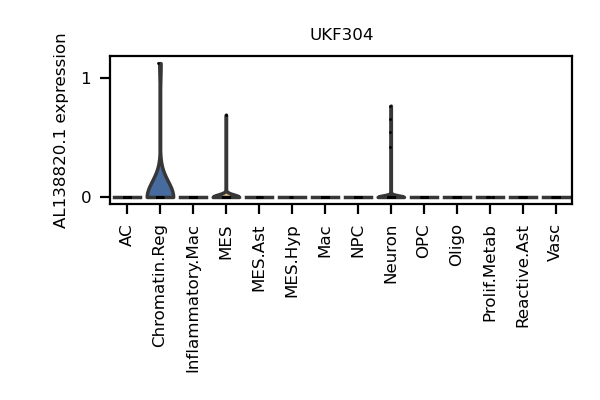 UKF304
AL138820.1 expression
1
0
AC
Chromatin.Reg
Inflammatory.Mac
MES
MES.Ast
MES.Hyp
Mac
NPC
Neuron
OPC
Oligo
Prolif.Metab
Reactive.Ast
Vasc